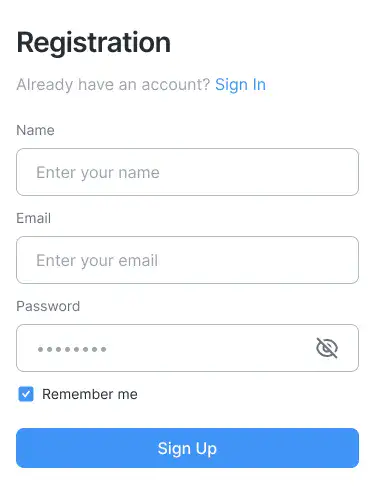 Registration
Already have an account? Sign In
Name
Enter your name
Email
Enter your email
Password
••••••••
Remember me
Sign Up